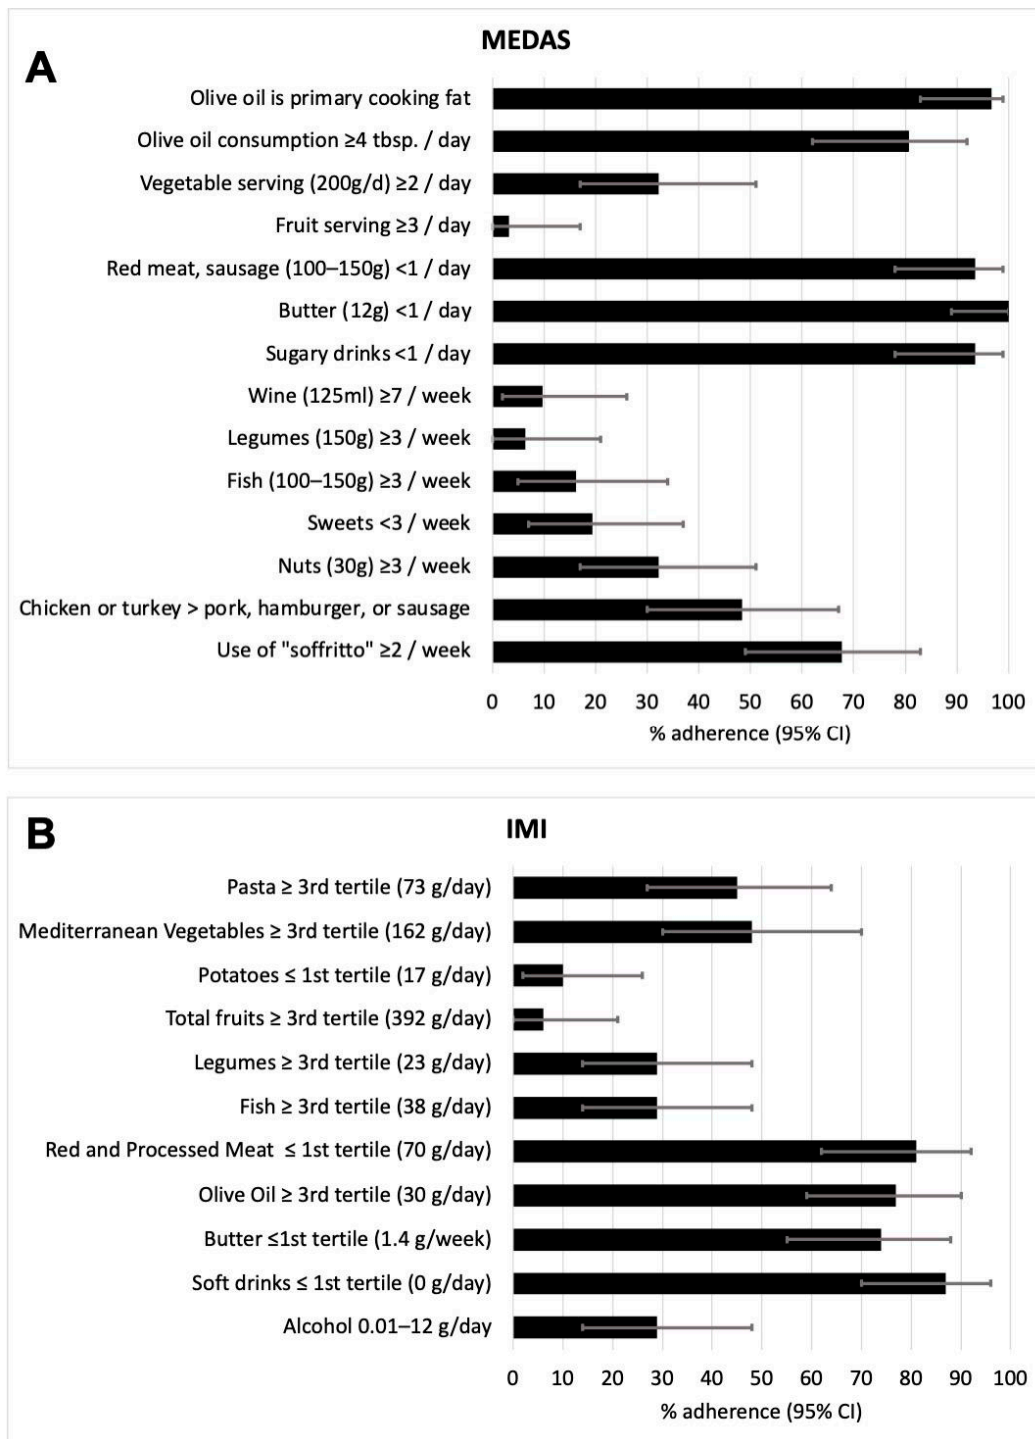 MEDAS
A
Olive oil is primary cooking fat
Olive oil consumption ≥4 tbsp. / day
Vegetable serving (200g/d) ≥2 / day
Fruit serving ≥3 / day
Red meat, sausage (100–150g) <1 / day
Butter (12g) <1 / day
Sugary drinks <1 / day
Wine (125ml) ≥7 / week
Legumes (150g) ≥3 / week
Fish (100–150g) ≥3 / week
Sweets <3 / week
Nuts (30g) ≥3 / week
Chicken or turkey > pork, hamburger, or sausage
Use of "soffritto" ≥2 / week
0 10 20 30 40 50 60 70 80 90 100
% adherence (95% CI)
B
IMI
Pasta ≥ 3rd tertile (73 g/day)
Mediterranean Vegetables ≥ 3rd tertile (162 g/day)
Potatoes ≤ 1st tertile (17 g/day)
Total fruits ≥ 3rd tertile (392 g/day)
Legumes ≥ 3rd tertile (23 g/day)
Fish ≥ 3rd tertile (38 g/day)
Red and Processed Meat ≤ 1st tertile (70 g/day)
Olive Oil ≥ 3rd tertile (30 g/day)
Butter ≤1st tertile (1.4 g/week)
Soft drinks ≤ 1st tertile (0 g/day)
Alcohol 0.01–12 g/day
0 10 20 30 40 50 60 70 80 90 100
% adherence (95% CI)